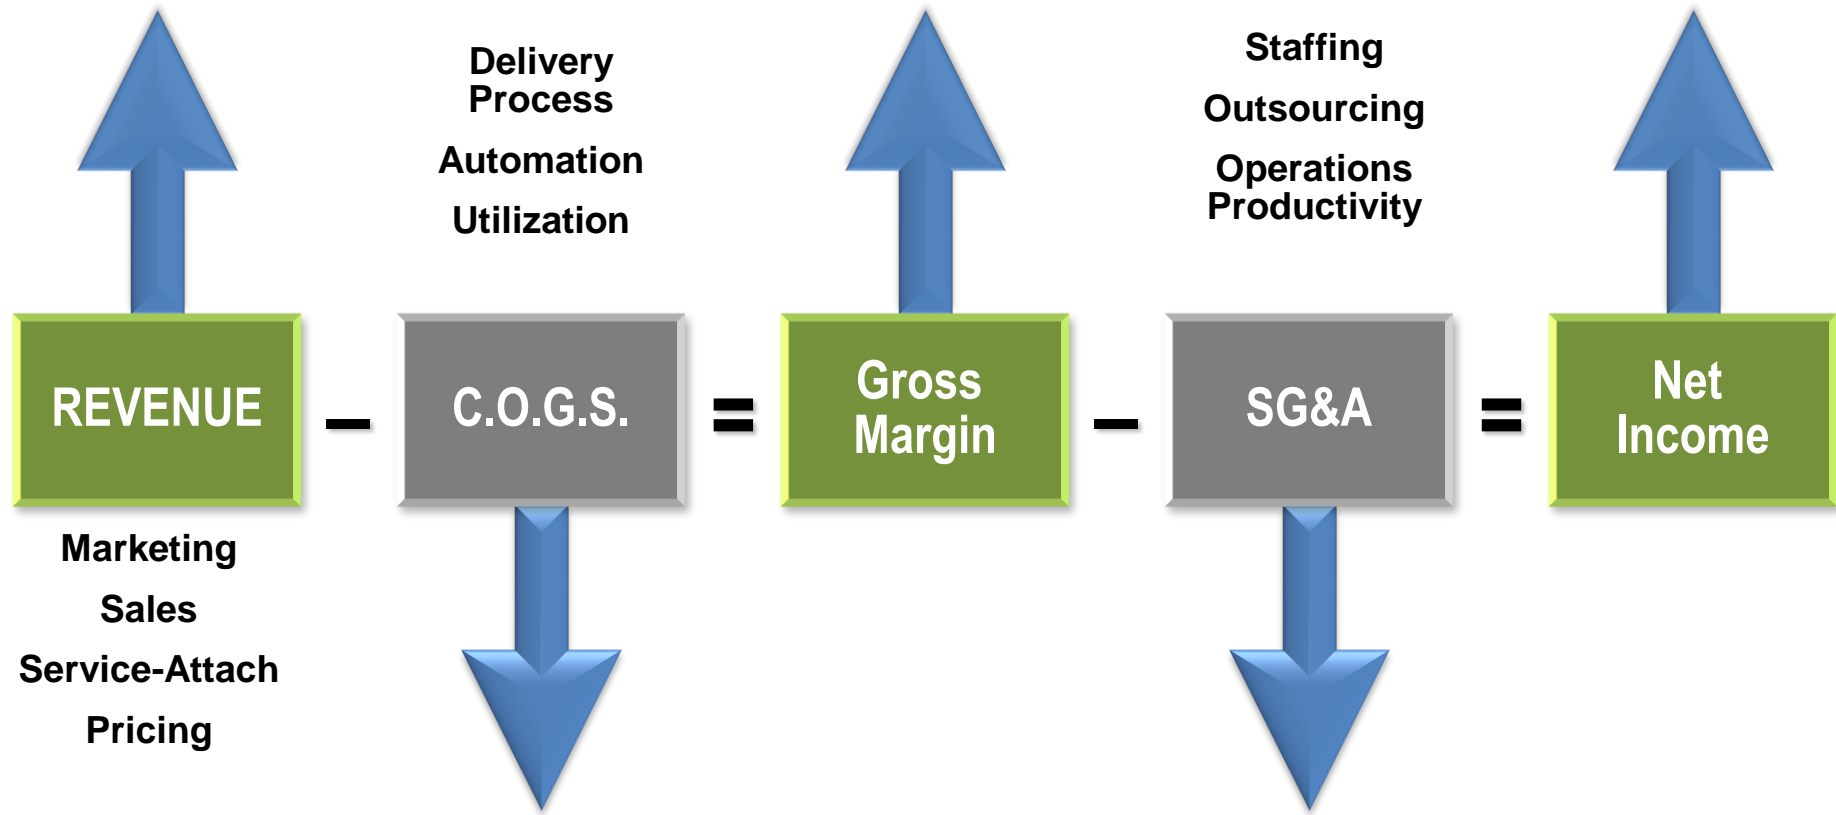 Delivery
Process
Automation
Utilization
Staffing
Outsourcing
Operations
Productivity
REVENUE
–
C.O.G.S.
=
Gross
Margin
–
SG&A
=
Net
Income
Marketing
Sales
Service-Attach
Pricing